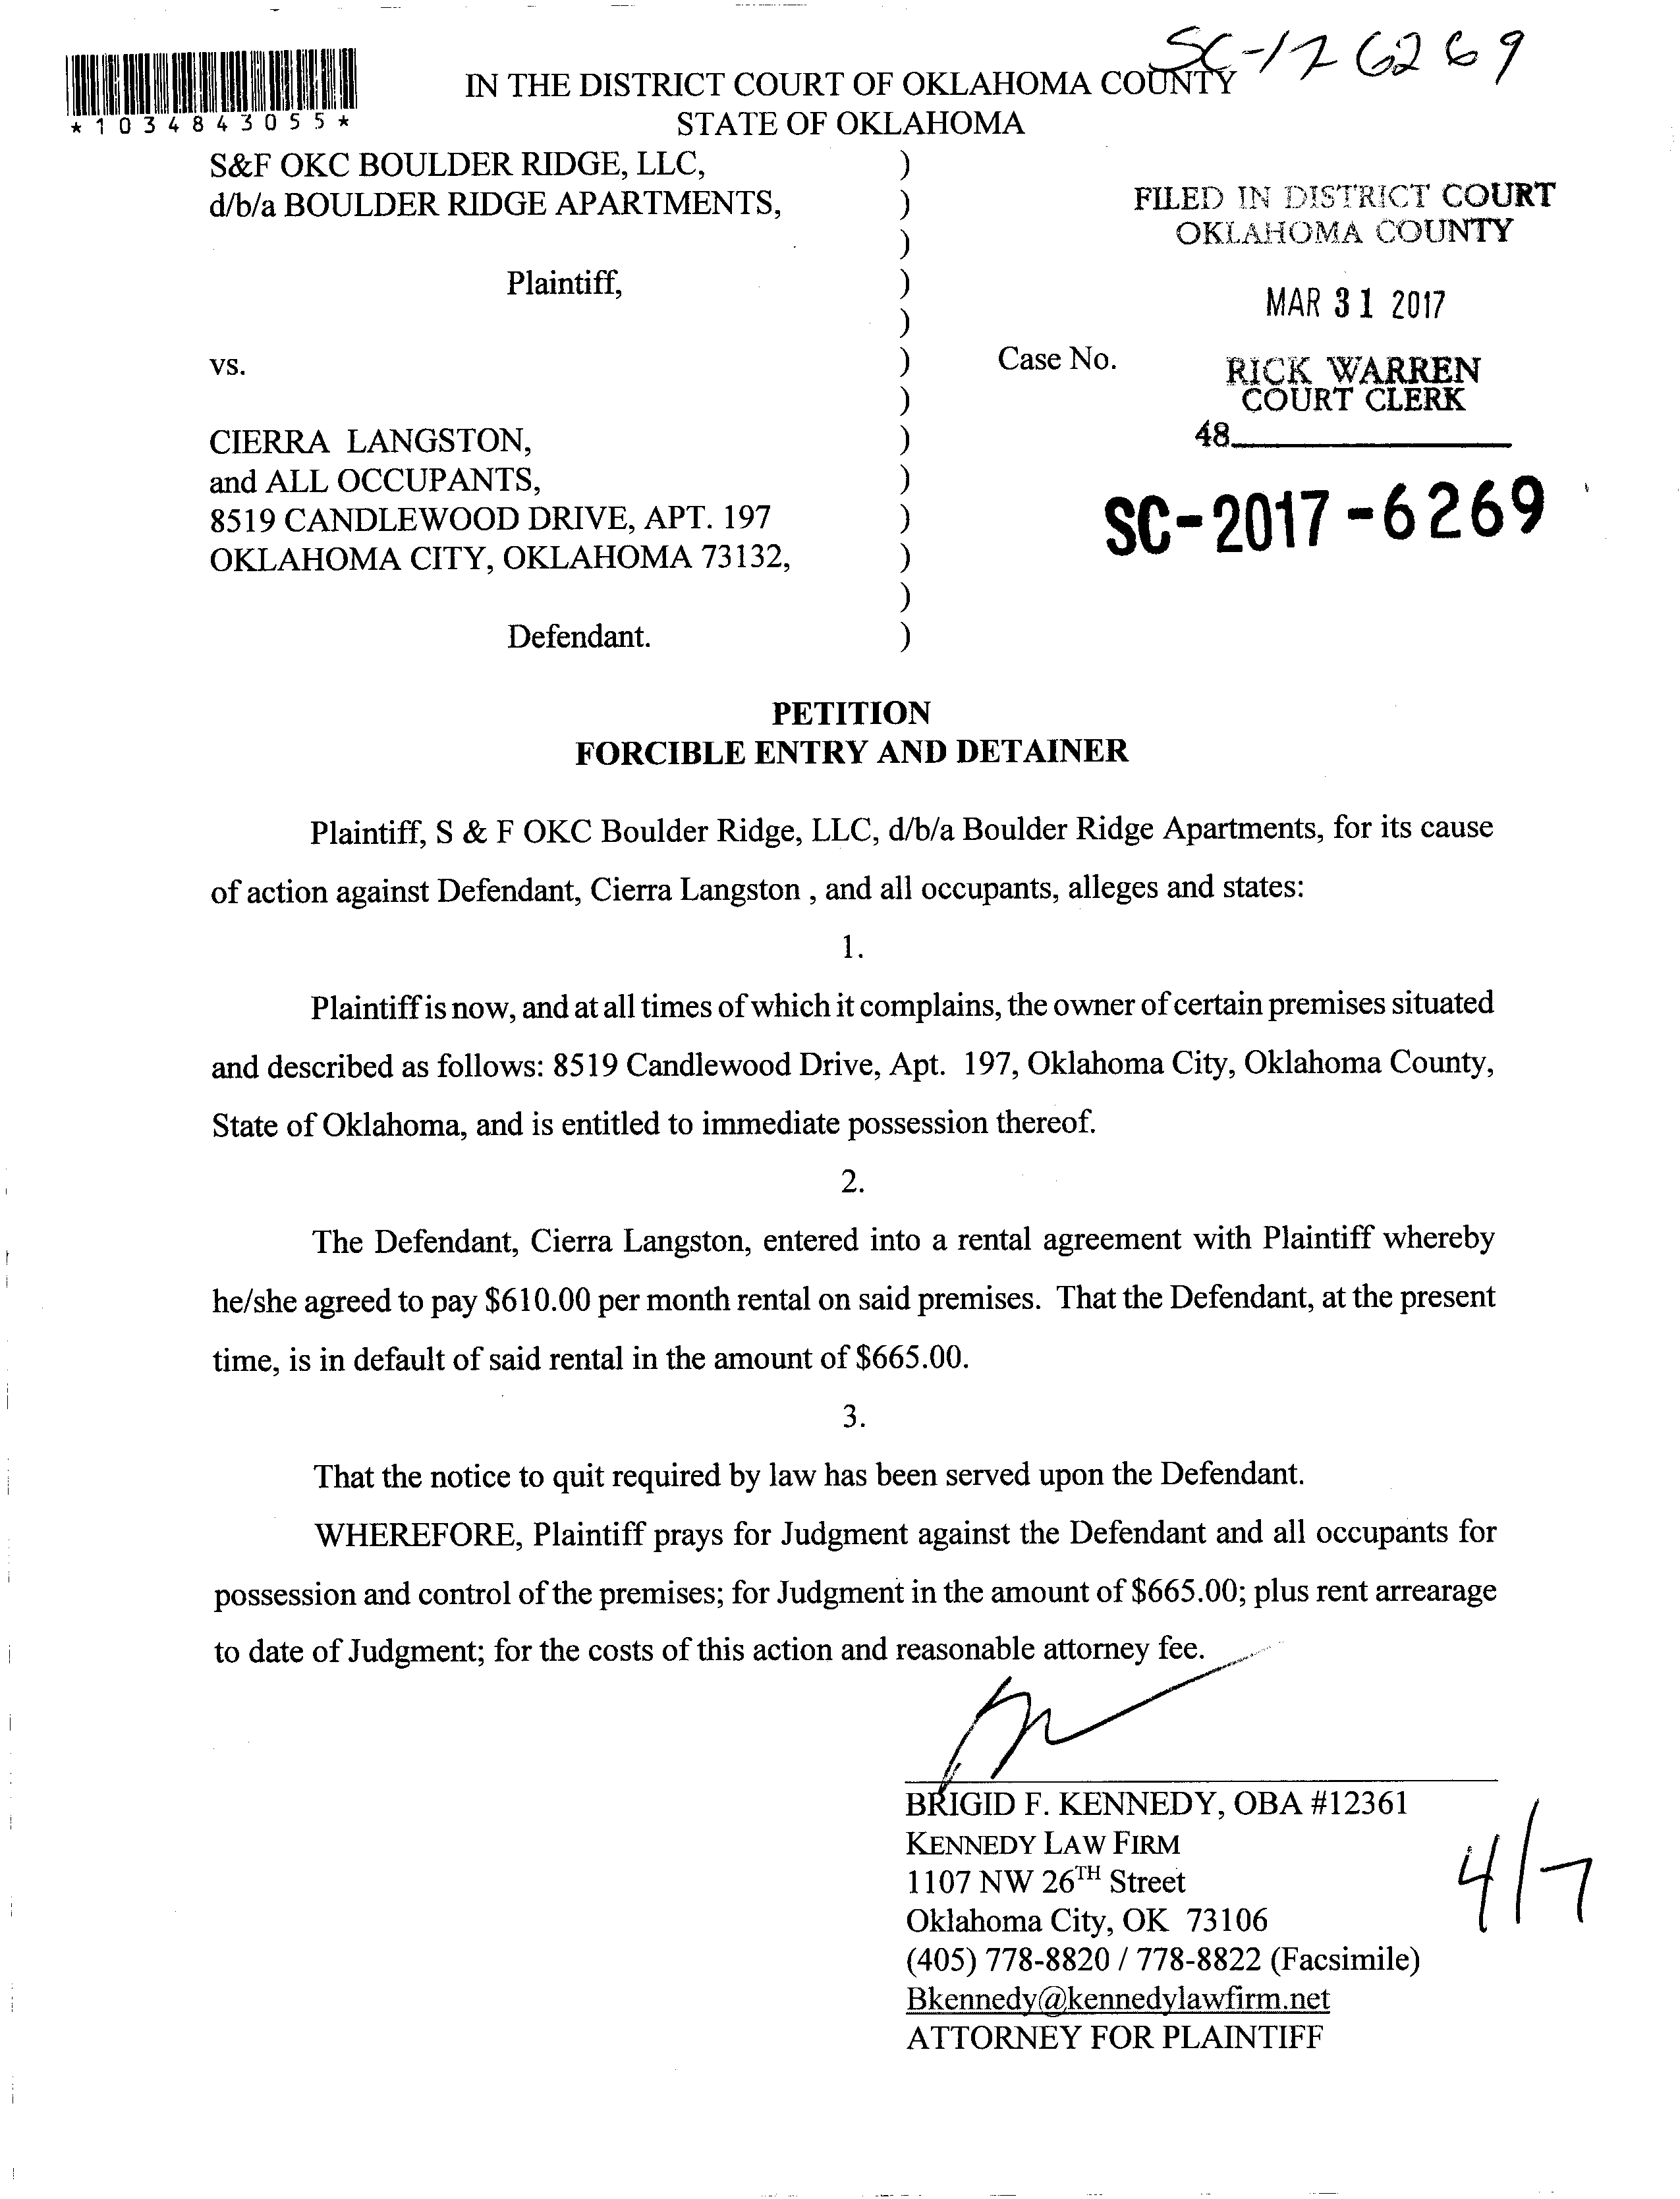 SC-17 6269
*1034843055*
IN THE DISTRICT COURT OF OKLAHOMA COUNTY
STATE OF OKLAHOMA
S&F OKC BOULDER RIDGE, LLC, )
d/b/a BOULDER RIDGE APARTMENTS, )
)
Plaintiff, )
)
vs. )
)
CIERRA LANGSTON, )
and ALL OCCUPANTS, )
8519 CANDLEWOOD DRIVE, APT. 197 )
OKLAHOMA CITY, OKLAHOMA 73132, )
)
Defendant. )
FILED IN DISTRICT COURT
OKLAHOMA COUNTY
MAR 31 2017
Case No.
RICK WARREN
COURT CLERK
48
SC-2017-6269
PETITION
FORCIBLE ENTRY AND DETAINER
Plaintiff, S & F OKC Boulder Ridge, LLC, d/b/a Boulder Ridge Apartments, for its cause
of action against Defendant, Cierra Langston , and all occupants, alleges and states:
1.
Plaintiff is now, and at all times of which it complains, the owner of certain premises situated
and described as follows: 8519 Candlewood Drive, Apt. 197, Oklahoma City, Oklahoma County,
State of Oklahoma, and is entitled to immediate possession thereof.
2.
The Defendant, Cierra Langston, entered into a rental agreement with Plaintiff whereby
he/she agreed to pay $610.00 per month rental on said premises. That the Defendant, at the present
time, is in default of said rental in the amount of $665.00.
3.
That the notice to quit required by law has been served upon the Defendant.
WHEREFORE, Plaintiff prays for Judgment against the Defendant and all occupants for
possession and control of the premises; for Judgment in the amount of $665.00; plus rent arrearage
to date of Judgment; for the costs of this action and reasonable attorney fee.
BRIGID F. KENNEDY, OBA #12361
KENNEDY LAW FIRM
1107 NW 26TH Street
Oklahoma City, OK 73106
(405) 778-8820 / 778-8822 (Facsimile)
Bkennedy@kennedylawfirm.net
ATTORNEY FOR PLAINTIFF
4/7